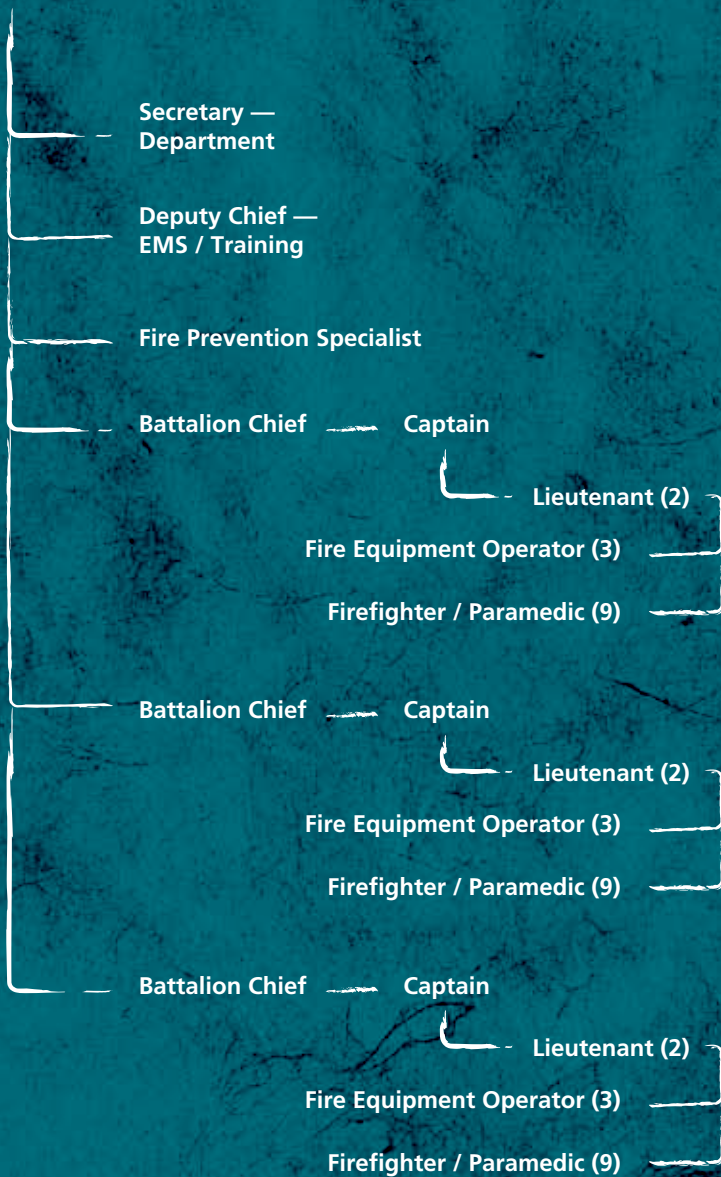 Secretary —
Department
Deputy Chief —
EMS / Training
Fire Prevention Specialist
Battalion Chief Captain
Lieutenant (2)
Fire Equipment Operator (3)
Firefighter / Paramedic (9)
Battalion Chief Captain
Lieutenant (2)
Fire Equipment Operator (3)
Firefighter / Paramedic (9)
Battalion Chief Captain
Lieutenant (2)
Fire Equipment Operator (3)
Firefighter / Paramedic (9)